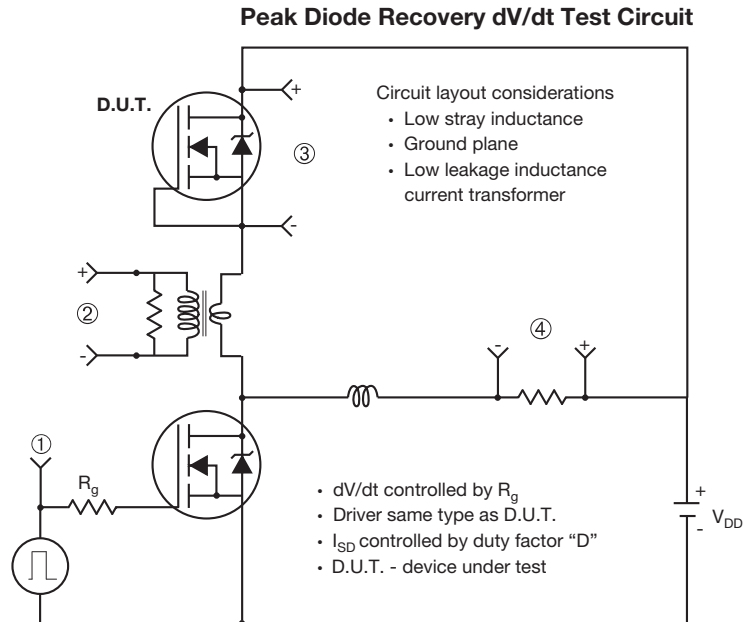 Peak Diode Recovery dV/dt Test Circuit
D.U.T.
+
Circuit layout considerations
• Low stray inductance
• Ground plane
• Low leakage inductance
current transformer
③
-
+
②
-
-
④
+
①
Rg
• dV/dt controlled by Rg
• Driver same type as D.U.T.
• ISD controlled by duty factor “D”
• D.U.T. - device under test
+
VDD
-